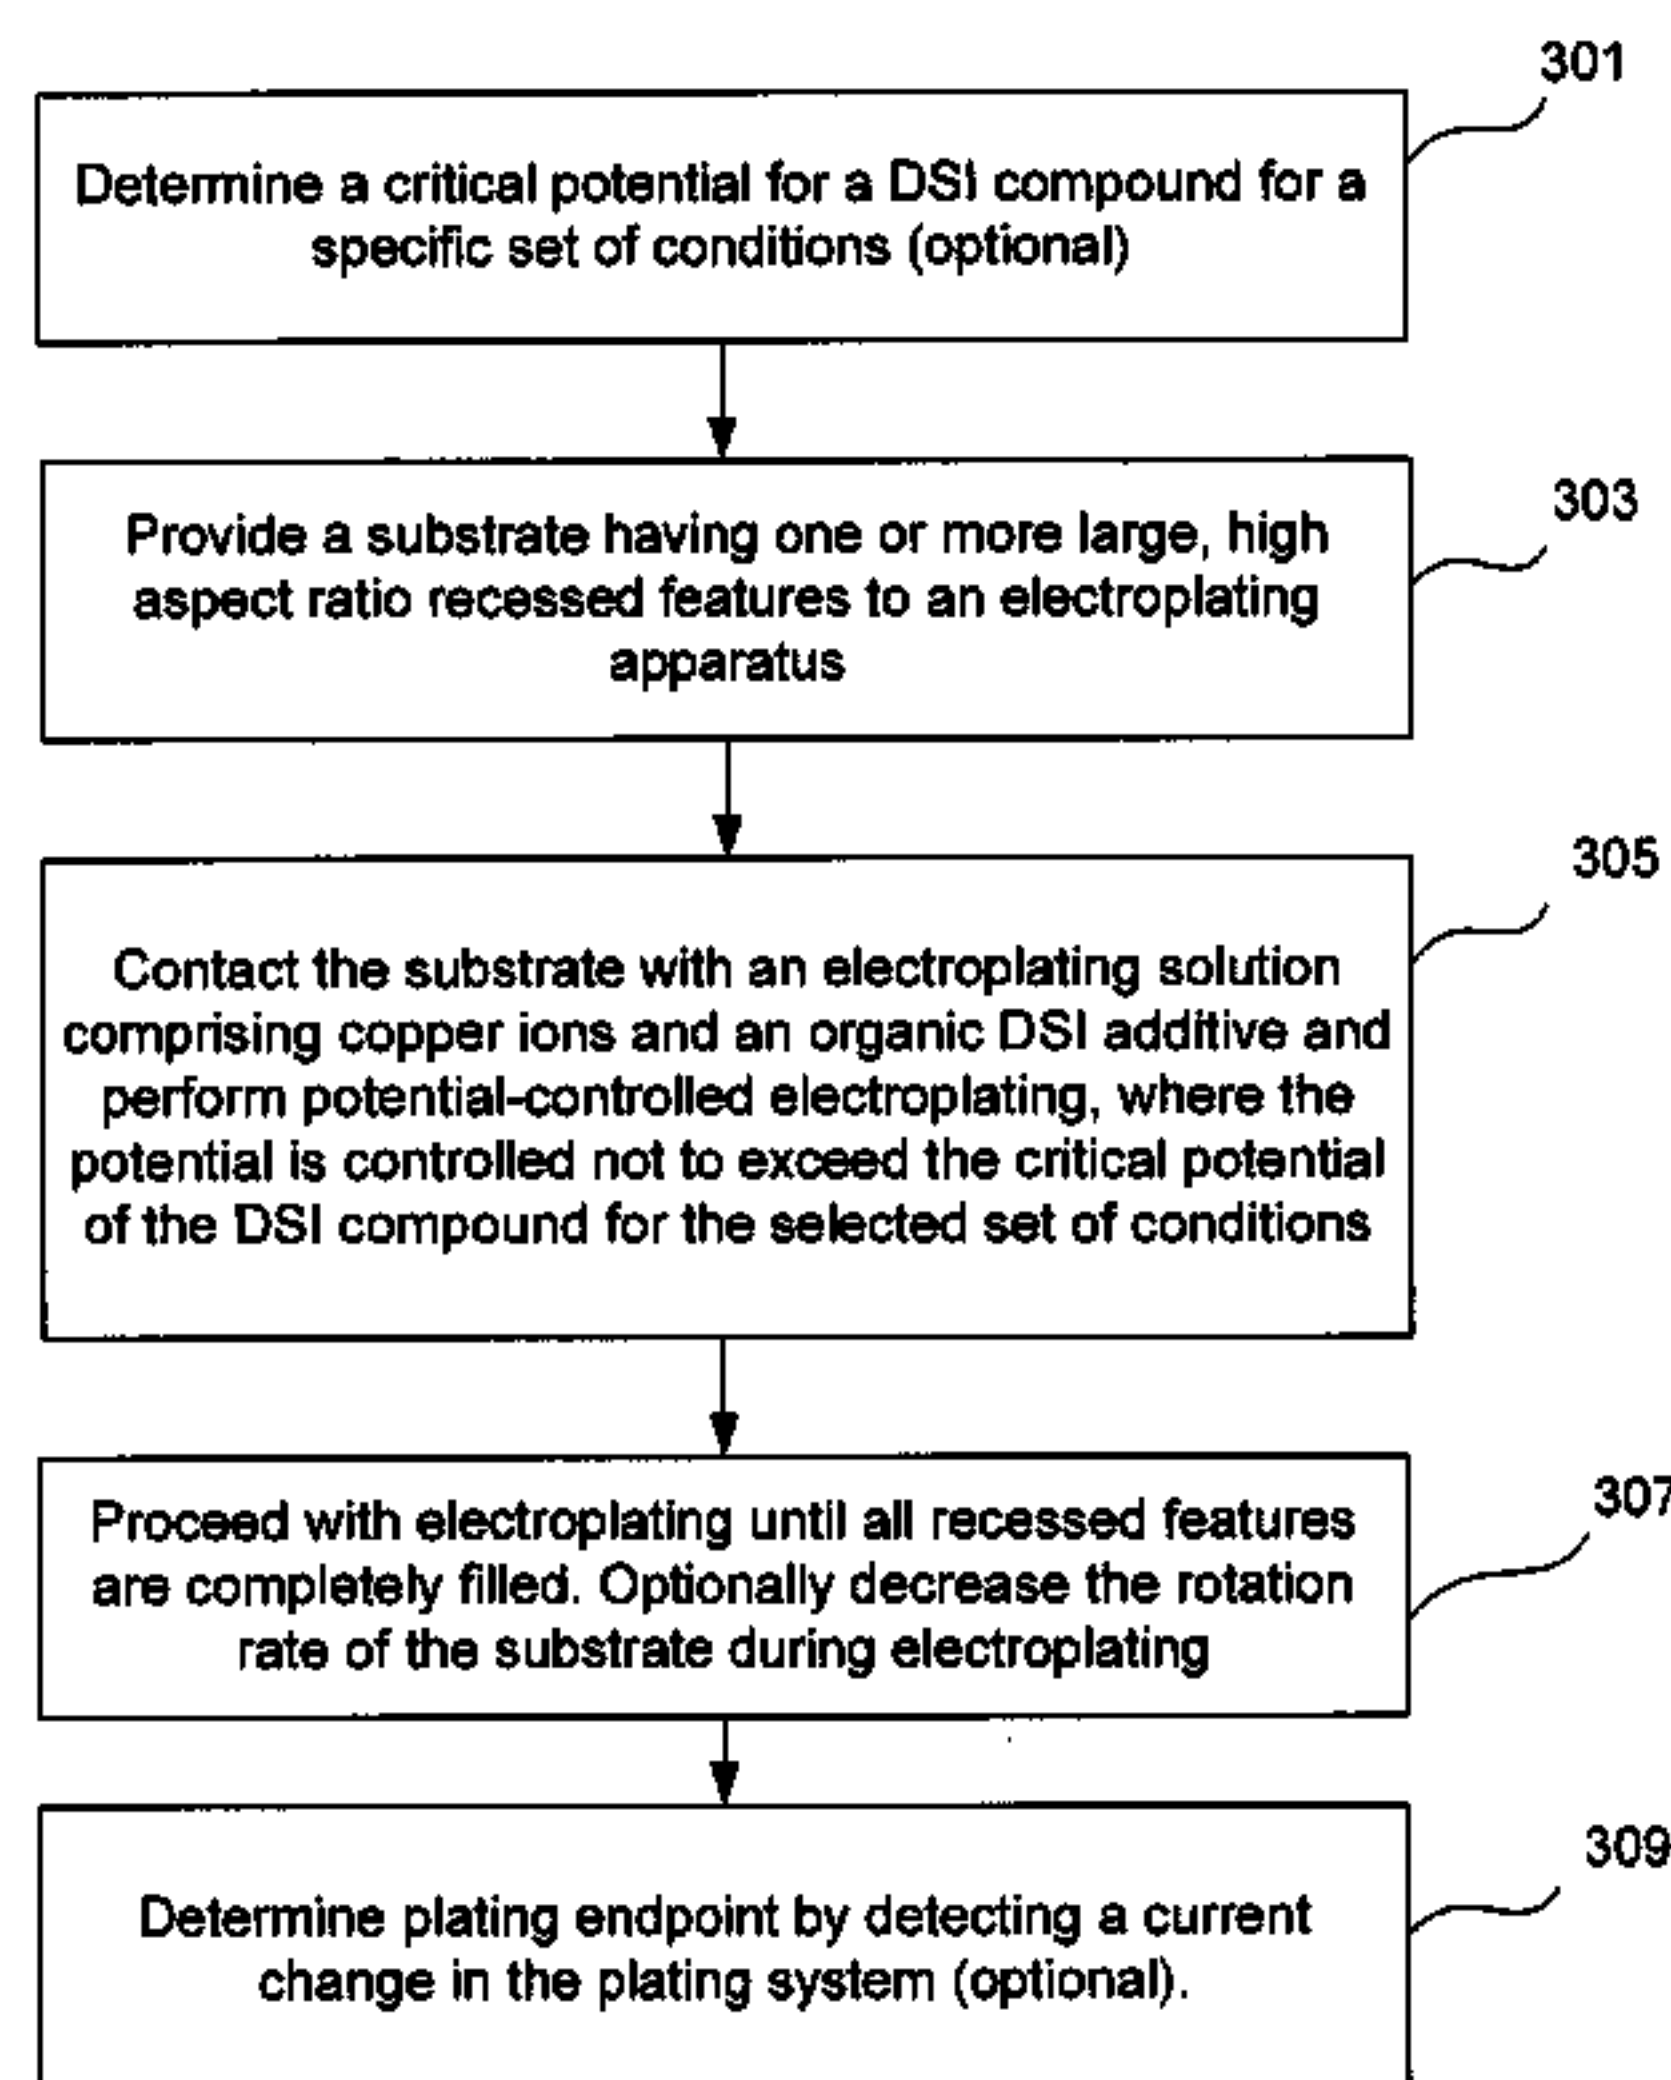 301
Determine a critical potential for a DSI compound for a
specific set of conditions (optional)
303
Provide a substrate having one or more large, high
aspect ratio recessed features to an electroplating
apparatus
305
Contact the substrate with an electroplating solution
comprising copper ions and an organic DSI additive and
perform potential-controlled electroplating, where the
potential is controlled not to exceed the critical potential
of the DSI compound for the selected set of conditions
307
Proceed with electroplating until all recessed features
are completely filled. Optionally decrease the rotation
rate of the substrate during electroplating
309
Determine plating endpoint by detecting a current
change in the plating system (optional).